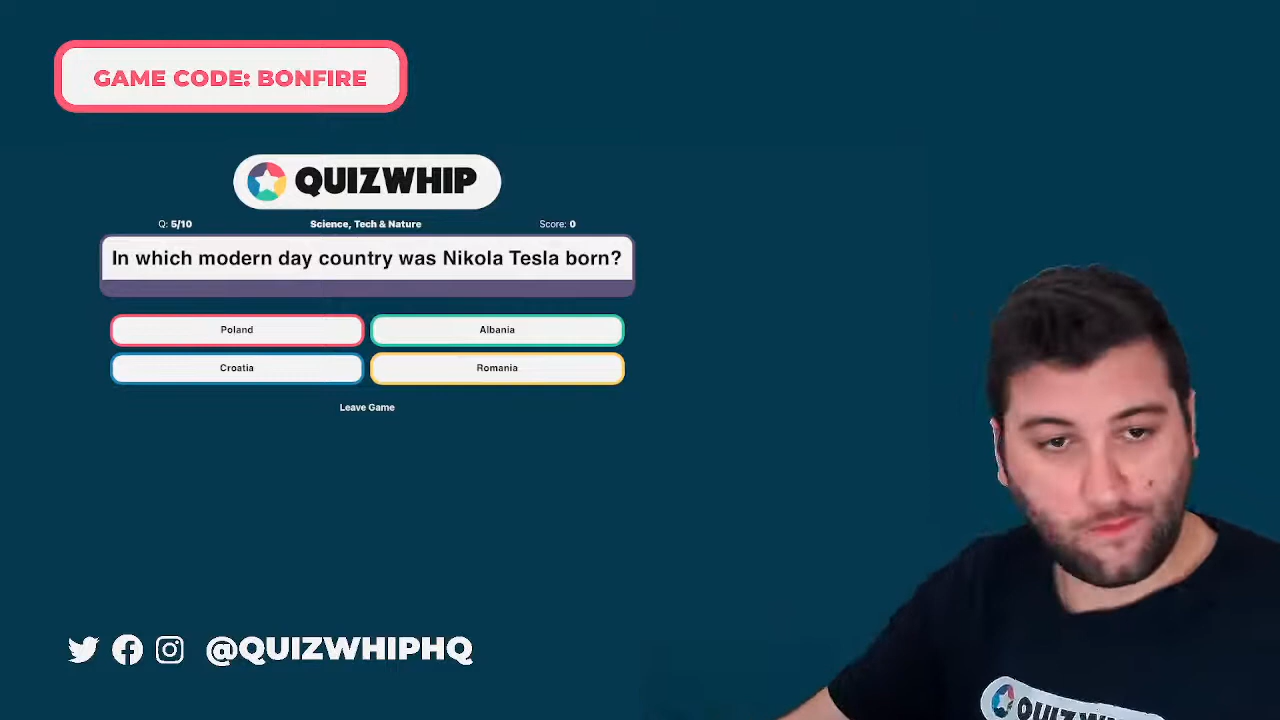 GAME CODE: BONFIRE
QUIZWHIP
Q: 5/10 Science, Tech & Nature Score: 0
In which modern day country was Nikola Tesla born?
Poland Albania
Croatia Romania
Leave Game
@QUIZWHIPHQ